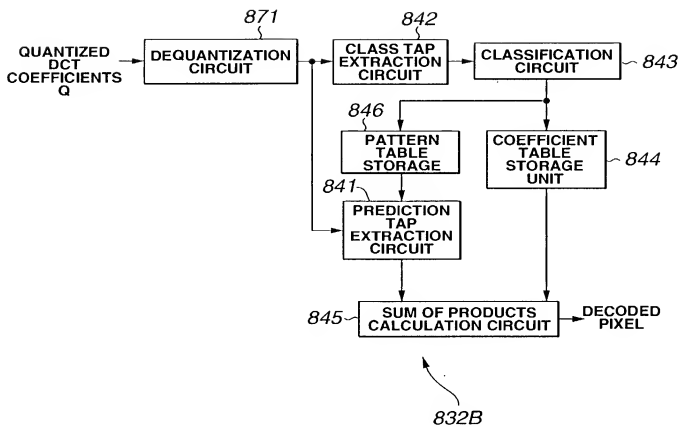 871
842
QUANTIZED
DCT
COEFFICIENTS
Q
DEQUANTIZATION
CIRCUIT
CLASS TAP
EXTRACTION
CIRCUIT
CLASSIFICATION
CIRCUIT
843
846
PATTERN
TABLE
STORAGE
COEFFICIENT
TABLE
STORAGE
UNIT
844
841
PREDICTION
TAP
EXTRACTION
CIRCUIT
845
SUM OF PRODUCTS
CALCULATION CIRCUIT
DECODED
PIXEL
832B